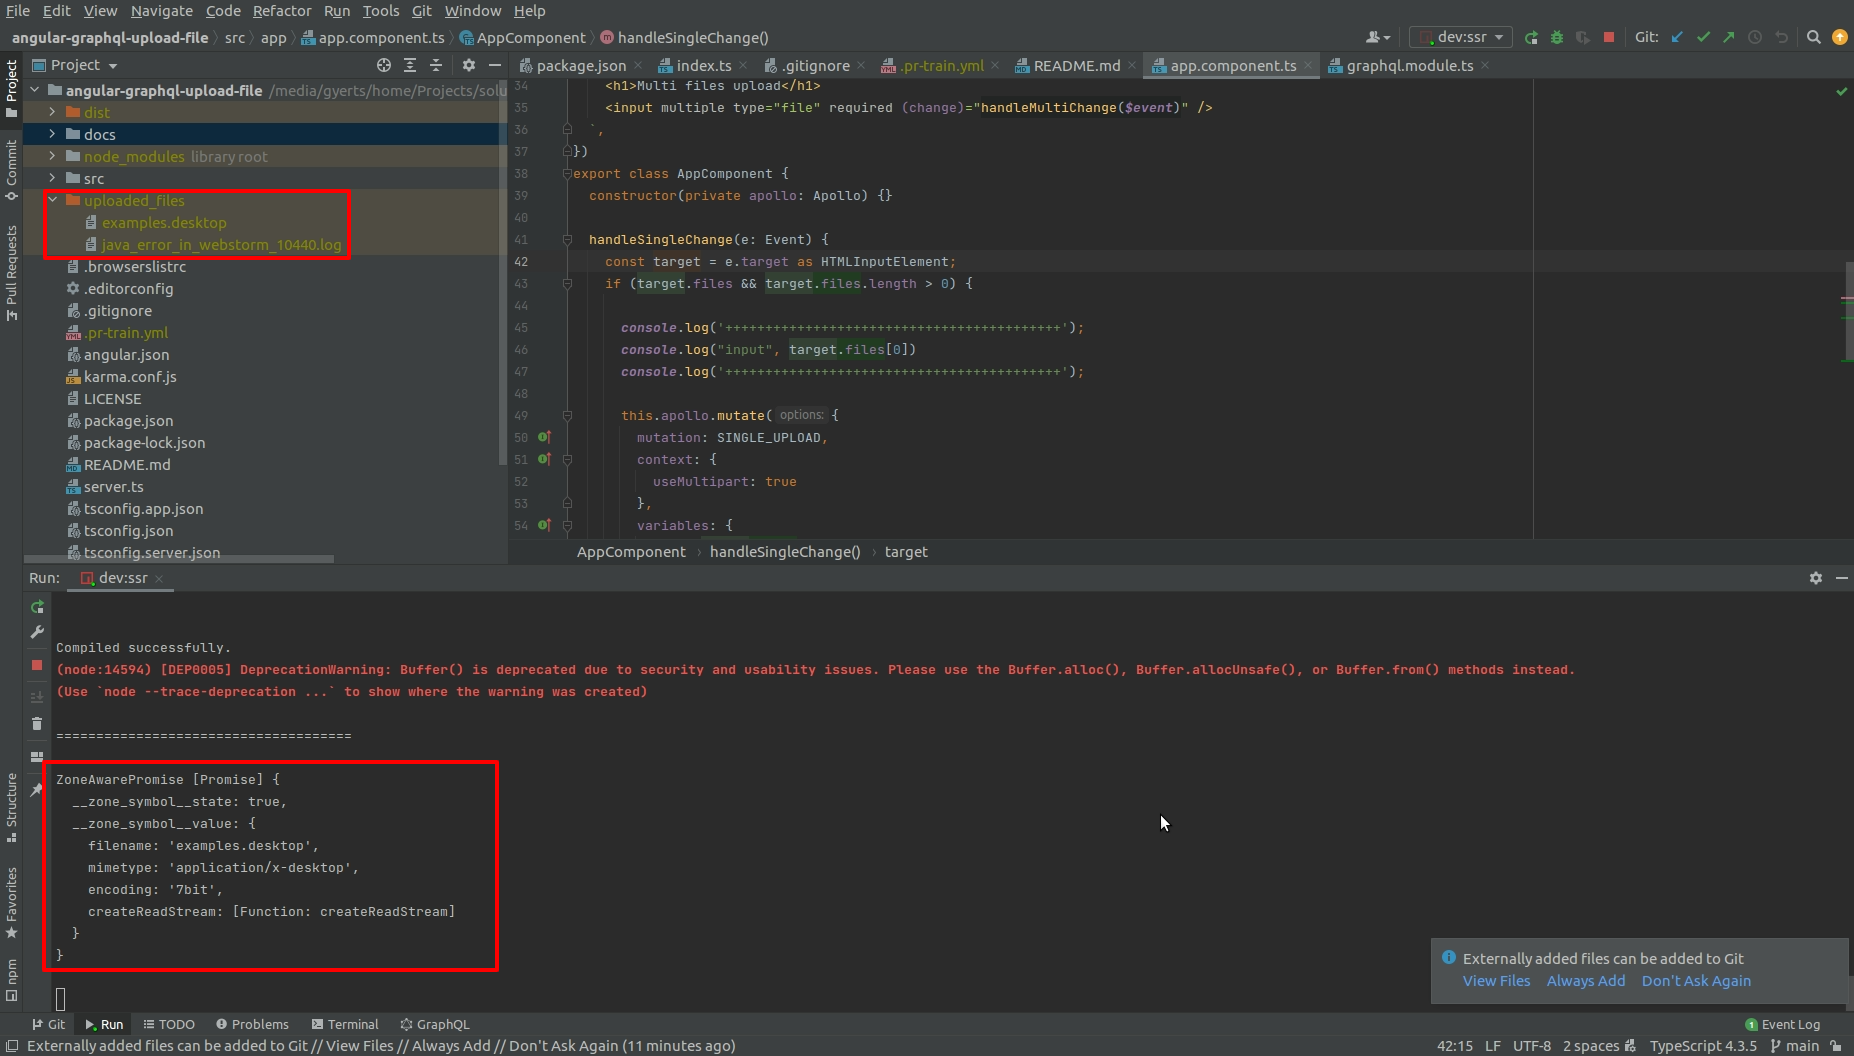 File Edit View Navigate Code Refactor Run Tools Git Window Help
angular-graphql-upload-file src app app.component.ts AppComponent handleSingleChange()
dev:ssr Git:
Project
package.json index.ts .gitignore .pr-train.yml README.md app.component.ts graphql.module.ts
angular-graphql-upload-file /media/gyerts/home/Projects/solu
dist
docs
node_modules library root
src
uploaded_files
examples.desktop
java_error_in_webstorm_10440.log
.browserslistrc
.editorconfig
.gitignore
.pr-train.yml
angular.json
karma.conf.js
LICENSE
package.json
package-lock.json
README.md
server.ts
tsconfig.app.json
tsconfig.json
tsconfig.server.json
Project
Commit
Pull Requests
Structure
Favorites
npm
34 <h1>Multi files upload</h1>
35 <input multiple type="file" required (change)="handleMultiChange($event)" />
36 `,
37 })
38 export class AppComponent {
39 constructor(private apollo: Apollo) {}
40
41 handleSingleChange(e: Event) {
42 const target = e.target as HTMLInputElement;
43 if (target.files && target.files.length > 0) {
44
45 console.log('++++++++++++++++++++++++++++++++++++++++++');
46 console.log("input", target.files[0])
47 console.log('++++++++++++++++++++++++++++++++++++++++++');
48
49 this.apollo.mutate( options: {
50 mutation: SINGLE_UPLOAD,
51 context: {
52 useMultipart: true
53 },
54 variables: {
AppComponent › handleSingleChange() › target
Run: dev:ssr
Compiled successfully.
(node:14594) [DEP0005] DeprecationWarning: Buffer() is deprecated due to security and usability issues. Please use the Buffer.alloc(), Buffer.allocUnsafe(), or Buffer.from() methods instead.
(Use `node --trace-deprecation ...` to show where the warning was created)
=====================================
ZoneAwarePromise [Promise] {
__zone_symbol__state: true,
__zone_symbol__value: {
filename: 'examples.desktop',
mimetype: 'application/x-desktop',
encoding: '7bit',
createReadStream: [Function: createReadStream]
}
}
Externally added files can be added to Git
View Files Always Add Don't Ask Again
Git Run TODO Problems Terminal GraphQL 1 Event Log
Externally added files can be added to Git // View Files // Always Add // Don't Ask Again (11 minutes ago) 42:15 LF UTF-8 2 spaces TypeScript 4.3.5 main